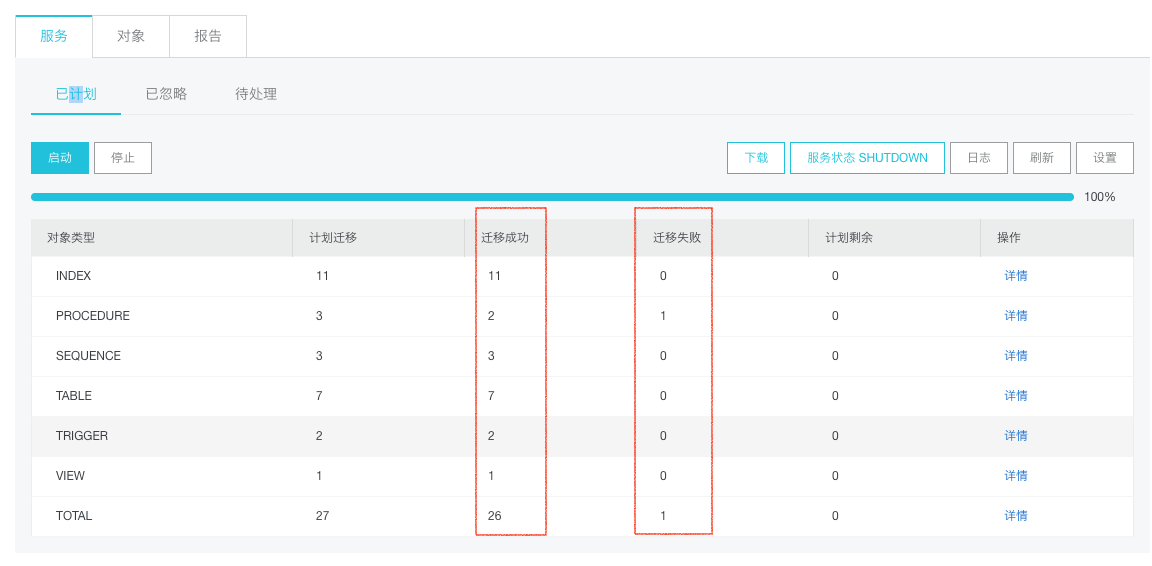 服务 对象 报告
已计划 已忽略 待处理
启动 停止 下载 服务状态 SHUTDOWN 日志 刷新 设置
100%
对象类型 计划迁移 迁移成功 迁移失败 计划剩余 操作
INDEX 11 11 0 0 详情
PROCEDURE 3 2 1 0 详情
SEQUENCE 3 3 0 0 详情
TABLE 7 7 0 0 详情
TRIGGER 2 2 0 0 详情
VIEW 1 1 0 0 详情
TOTAL 27 26 1 0 详情